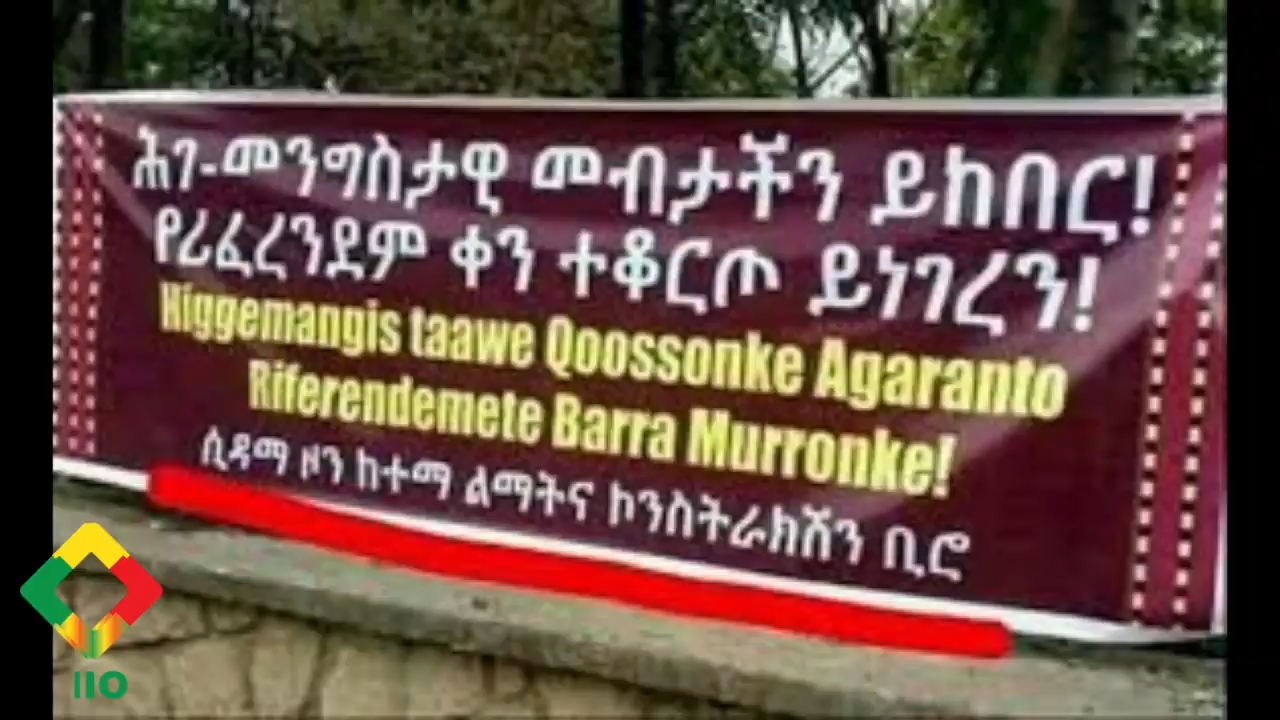 ሕገ-መንግስታዊ መብታችን ይከበር!
የሪፈረንደም ቀን ተቆርጦ ይነገረን!
Higgemangis taawe Qoossonke Agaranto
Riferendemete Barra Murronke!
ሲዳማ ዞን ከተማ ልማትና ኮንስትራክሽን ቢሮ
IIO